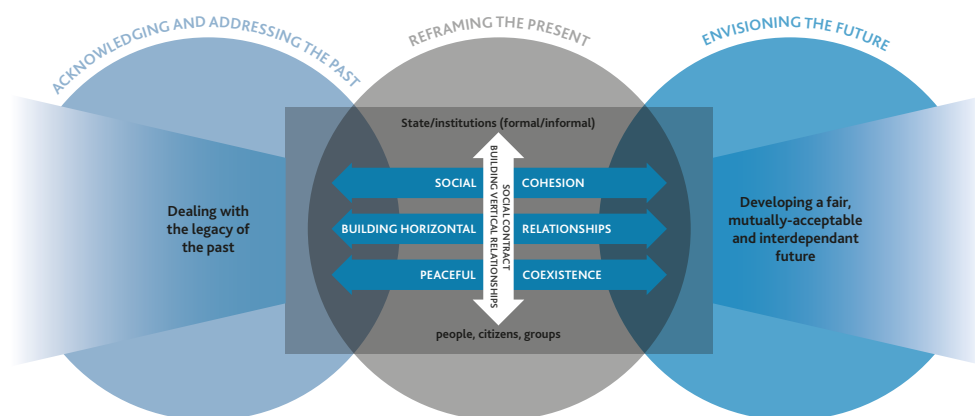 ACKNOWLEDGING AND ADDRESSING THE PAST
REFRAMING THE PRESENT
ENVISIONING THE FUTURE
State/institutions (formal/informal)
Dealing with
the legacy of
the past
SOCIAL COHESION
BUILDING HORIZONTAL RELATIONSHIPS
PEACEFUL COEXISTENCE
SOCIAL CONTRACT
BUILDING VERTICAL RELATIONSHIPS
Developing a fair,
mutually-acceptable
and interdependant
future
people, citizens, groups